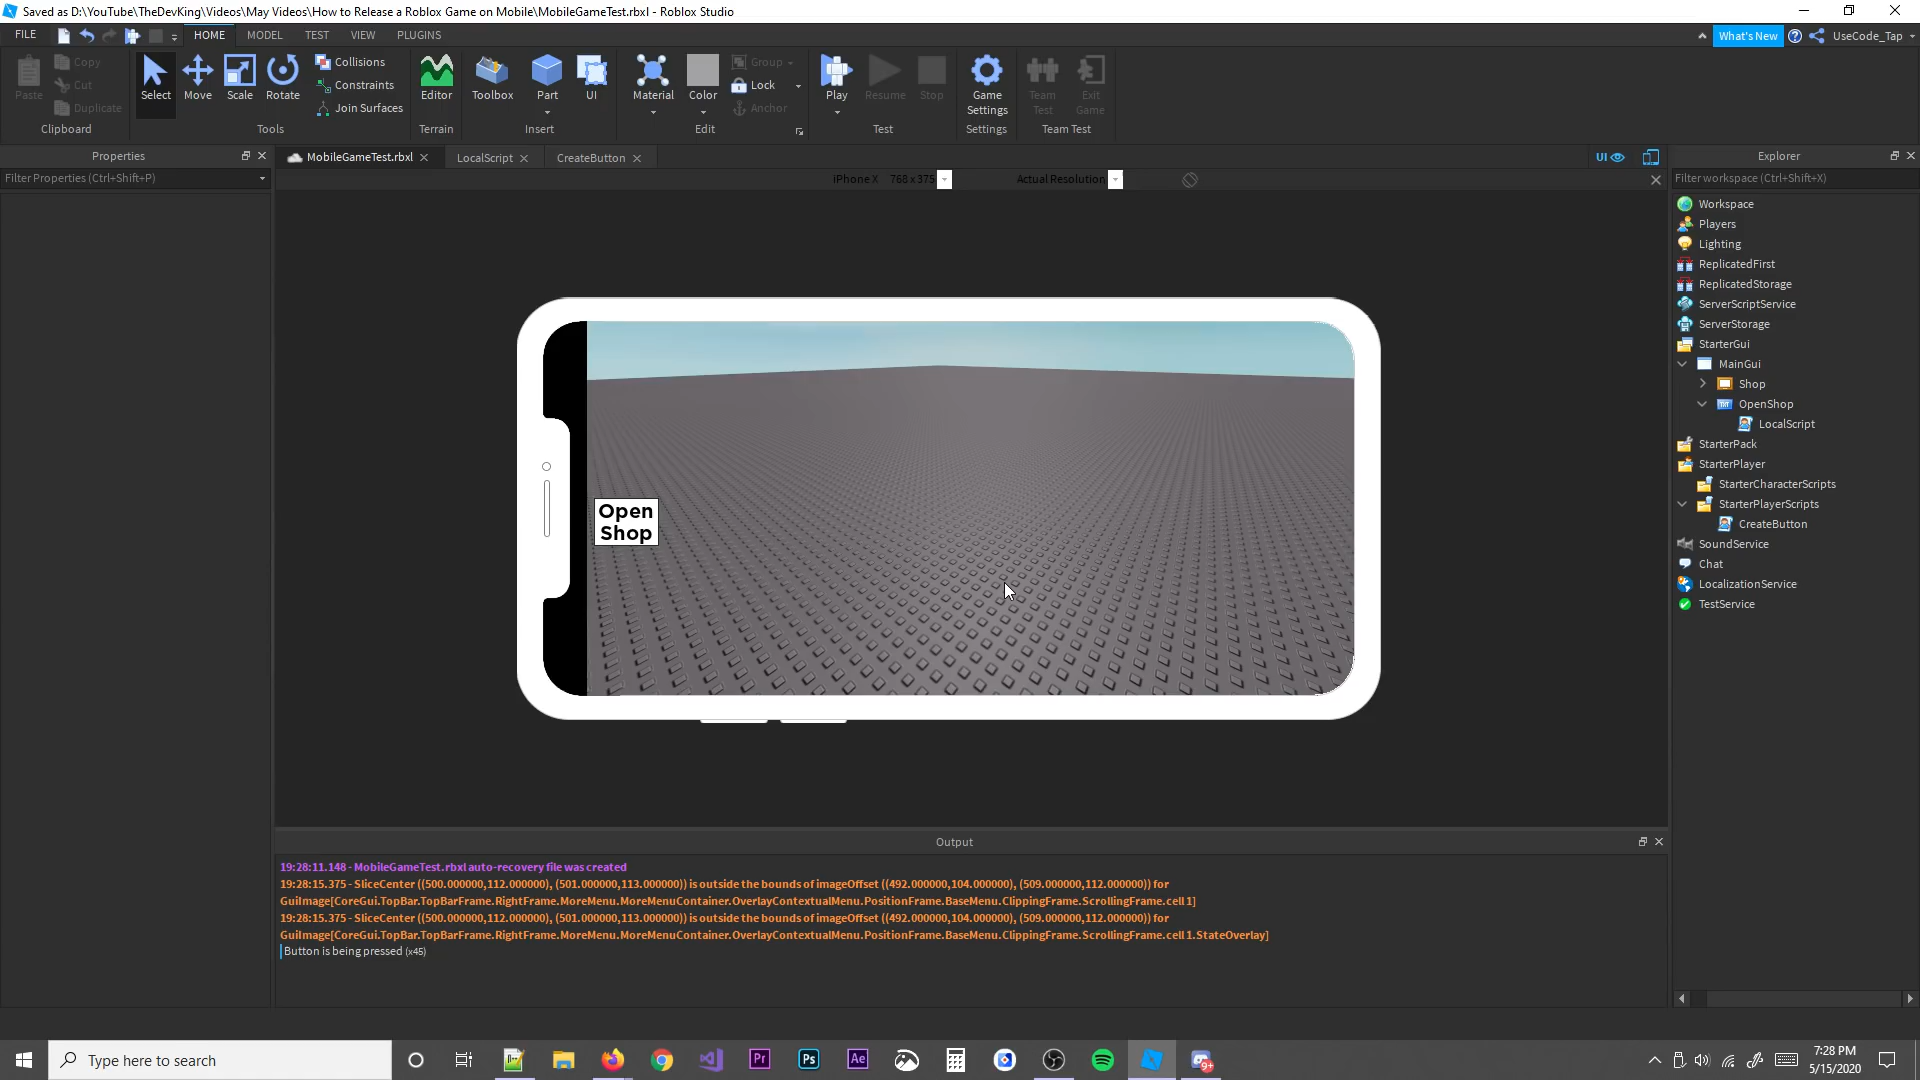 Saved as D:\YouTube\TheDevKing\Videos\May Videos\How to Release a Roblox Game on Mobile\MobileGameTest.rbxl - Roblox Studio
FILE HOME MODEL TEST VIEW PLUGINS What's New UseCode_Tap
Paste Copy Cut Duplicate Clipboard
Select Move Scale Rotate Collisions Constraints Join Surfaces Tools
Editor Terrain
Toolbox Part UI Insert
Material Color Group Lock Anchor Edit
Play Resume Stop Test
Game Settings Settings
Team Test Exit Game Team Test
Properties
Filter Properties (Ctrl+Shift+P)
MobileGameTest.rbxl LocalScript CreateButton UI
iPhone X 768 x 375 Actual Resolution
Open
Shop
Explorer
Filter workspace (Ctrl+Shift+X)
Workspace
Players
Lighting
ReplicatedFirst
ReplicatedStorage
ServerScriptService
ServerStorage
StarterGui
MainGui
Shop
TXT OpenShop
LocalScript
StarterPack
StarterPlayer
StarterCharacterScripts
StarterPlayerScripts
CreateButton
SoundService
Chat
LocalizationService
TestService
Output
19:28:11.148 - MobileGameTest.rbxl auto-recovery file was created
19:28:15.375 - SliceCenter ((500.000000,112.000000), (501.000000,113.000000)) is outside the bounds of imageOffset ((492.000000,104.000000), (509.000000,112.000000)) for
GuiImage[CoreGui.TopBar.TopBarFrame.RightFrame.MoreMenu.MoreMenuContainer.OverlayContextualMenu.PositionFrame.BaseMenu.ClippingFrame.ScrollingFrame.cell 1]
19:28:15.375 - SliceCenter ((500.000000,112.000000), (501.000000,113.000000)) is outside the bounds of imageOffset ((492.000000,104.000000), (509.000000,112.000000)) for
GuiImage[CoreGui.TopBar.TopBarFrame.RightFrame.MoreMenu.MoreMenuContainer.OverlayContextualMenu.PositionFrame.BaseMenu.ClippingFrame.ScrollingFrame.cell 1.StateOverlay]
Button is being pressed (x45)
Type here to search
Pr Ps Ae 9+
7:28 PM
5/15/2020